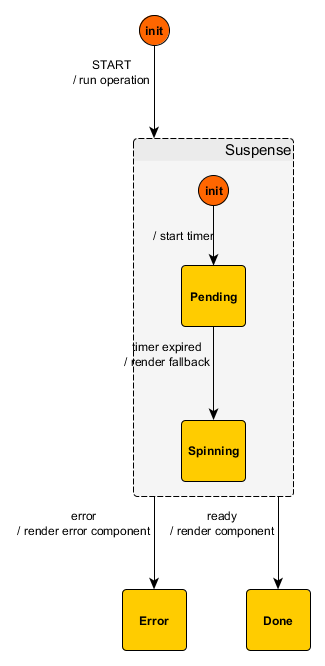 init
START
/ run operation
Suspense
init
/ start timer
Pending
timer expired
/ render fallback
Spinning
error
/ render error component
ready
/ render component
Error
Done